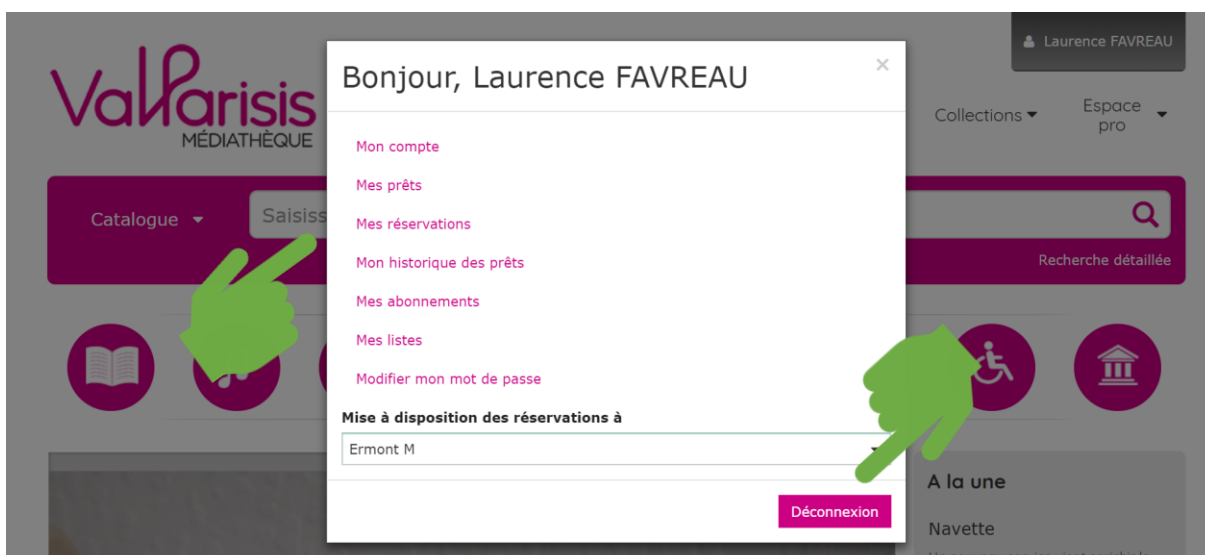 Laurence FAVREAU
ValParisis
MÉDIATHÈQUE
Collections
Espace pro
Bonjour, Laurence FAVREAU
×
Mon compte
Mes prêts
Mes réservations
Mon historique des prêts
Mes abonnements
Mes listes
Modifier mon mot de passe
Mise à disposition des réservations à
Ermont M
Déconnexion
Catalogue
Saisiss
Recherche détaillée
A la une
Navette